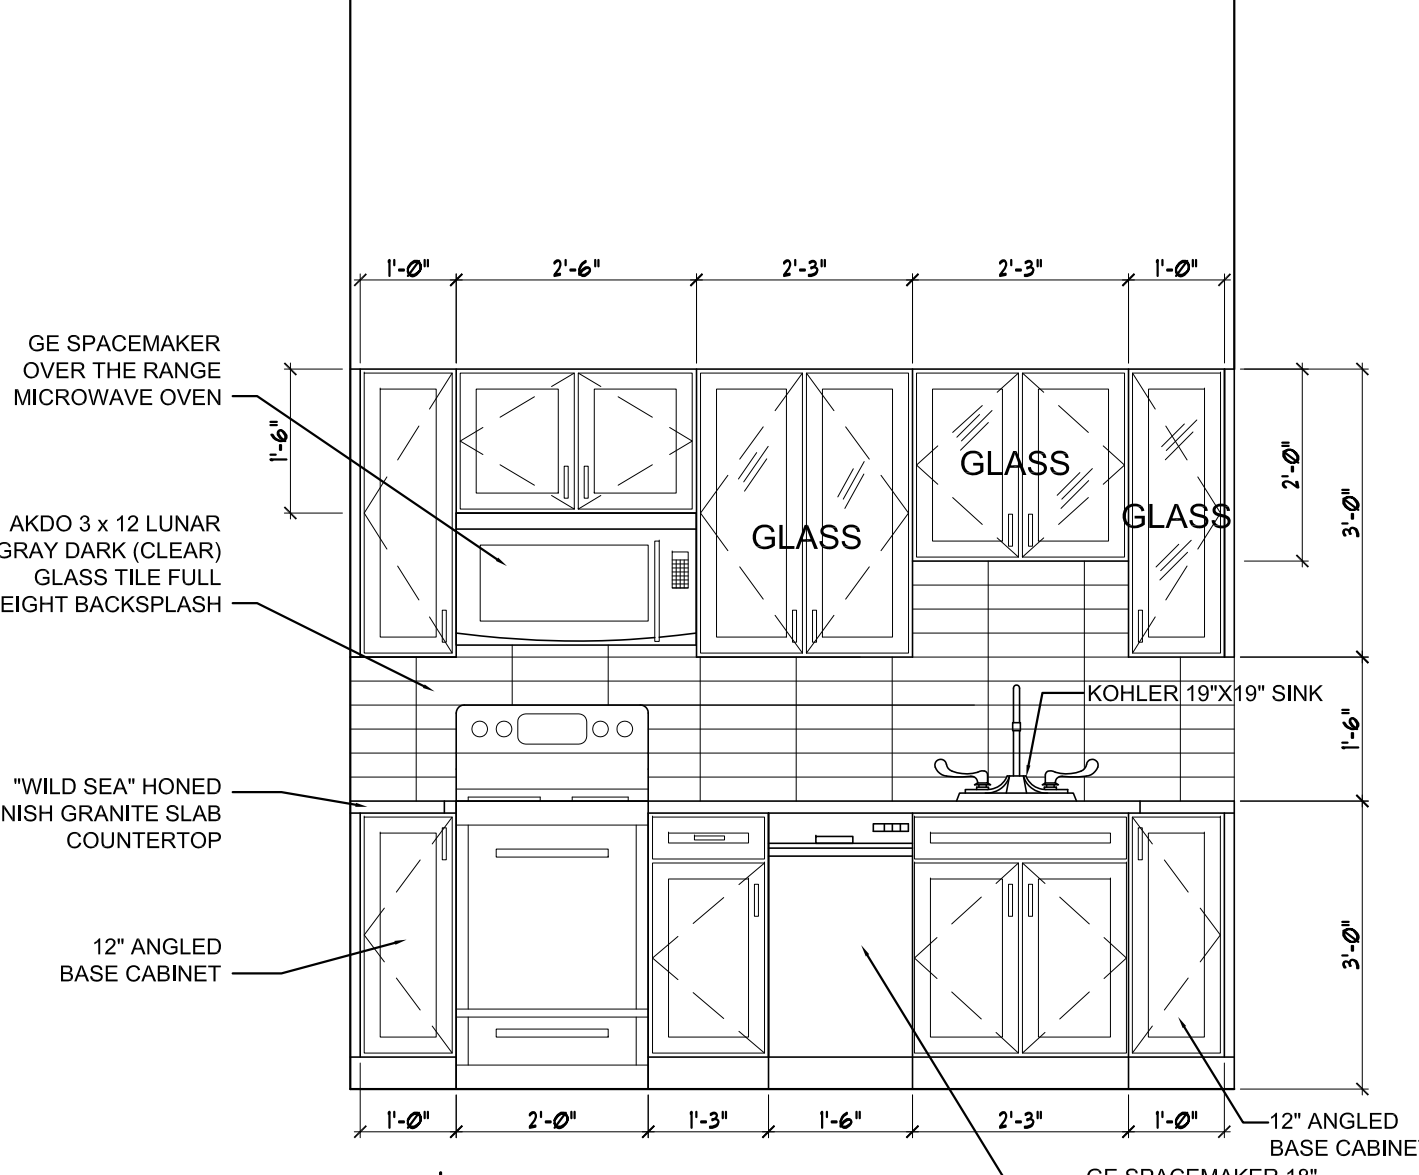 1'-0" 2'-6" 2'-3" 2'-3" 1'-0"
GE SPACEMAKER
OVER THE RANGE
MICROWAVE OVEN
1'-6"
AKDO 3 x 12 LUNAR
GRAY DARK (CLEAR)
GLASS TILE FULL
EIGHT BACKSPLASH
GLASS
GLASS
GLASS
2'-0"
3'-0"
KOHLER 19"X19" SINK
1'-6"
"WILD SEA" HONED
NISH GRANITE SLAB
COUNTERTOP
12" ANGLED
BASE CABINET
3'-0"
1'-0" 2'-0" 1'-3" 1'-6" 2'-3" 1'-0"
12" ANGLED
BASE CABINE
GE SPACEMAKER 18"